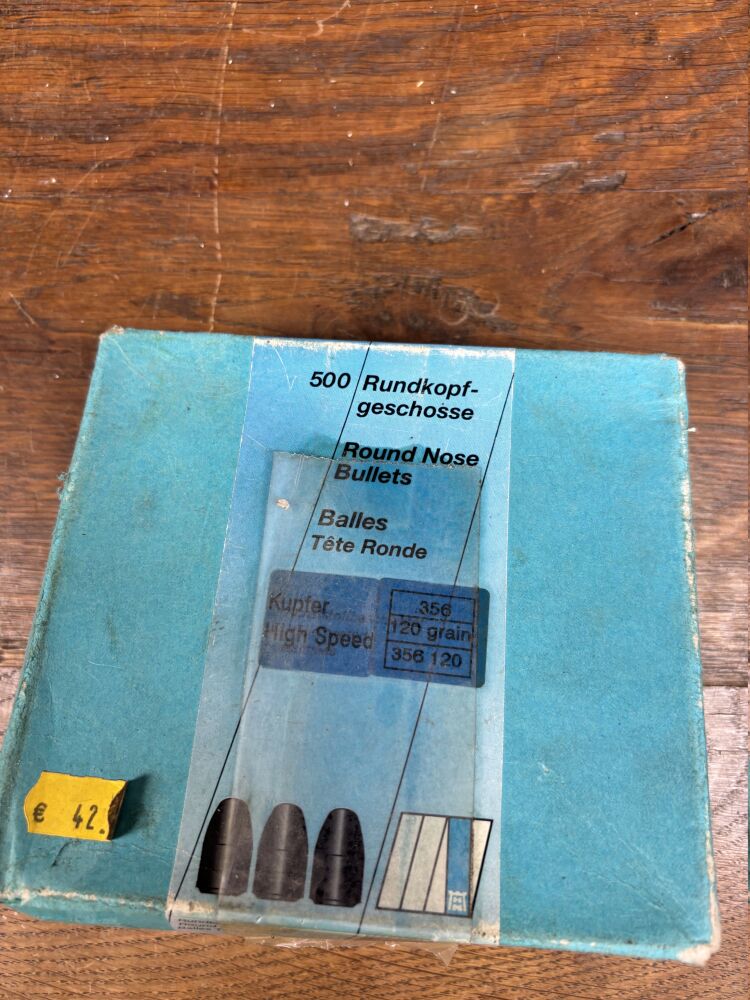 500 Rundkopf-
geschosse
Round Nose
Bullets
Balles
Tête Ronde
Kupfer
High Speed
356
120 grain
356 120
€ 42.